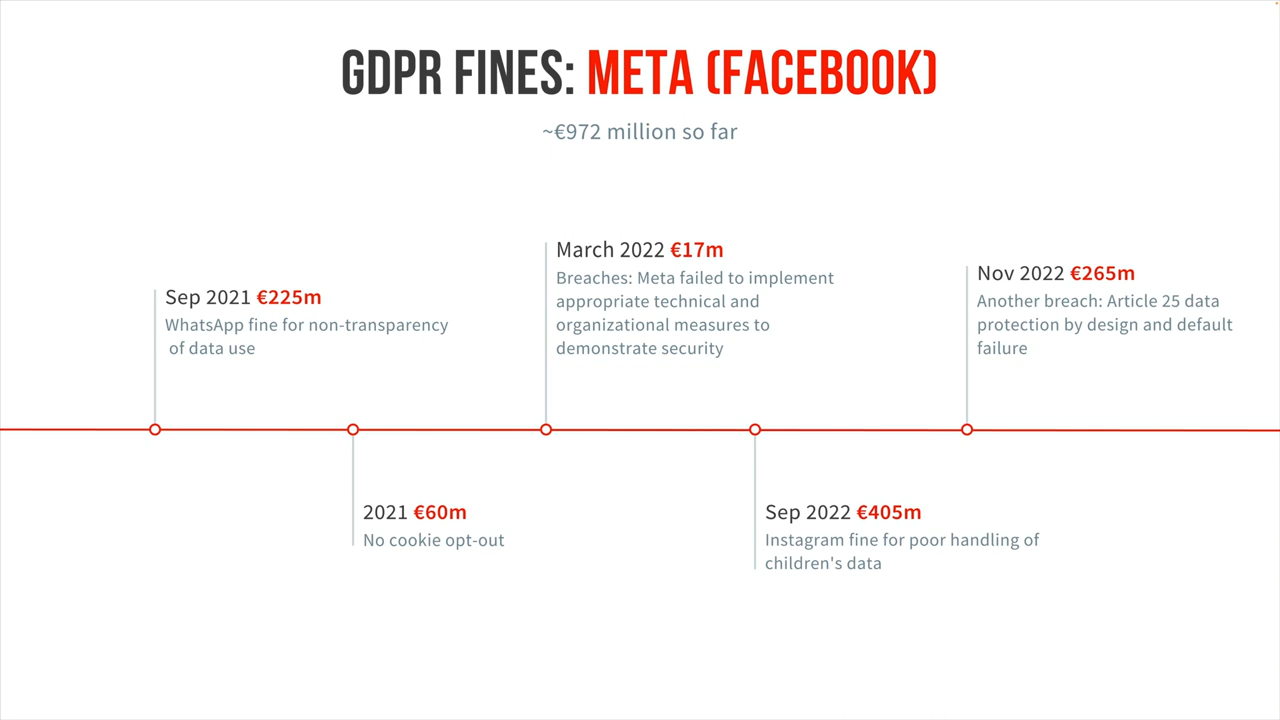 GDPR FINES: META (FACEBOOK)
~€972 million so far
Sep 2021 €225m
WhatsApp fine for non-transparency
of data use
2021 €60m
No cookie opt-out
March 2022 €17m
Breaches: Meta failed to implement
appropriate technical and
organizational measures to
demonstrate security
Sep 2022 €405m
Instagram fine for poor handling of
children's data
Nov 2022 €265m
Another breach: Article 25 data
protection by design and default
failure